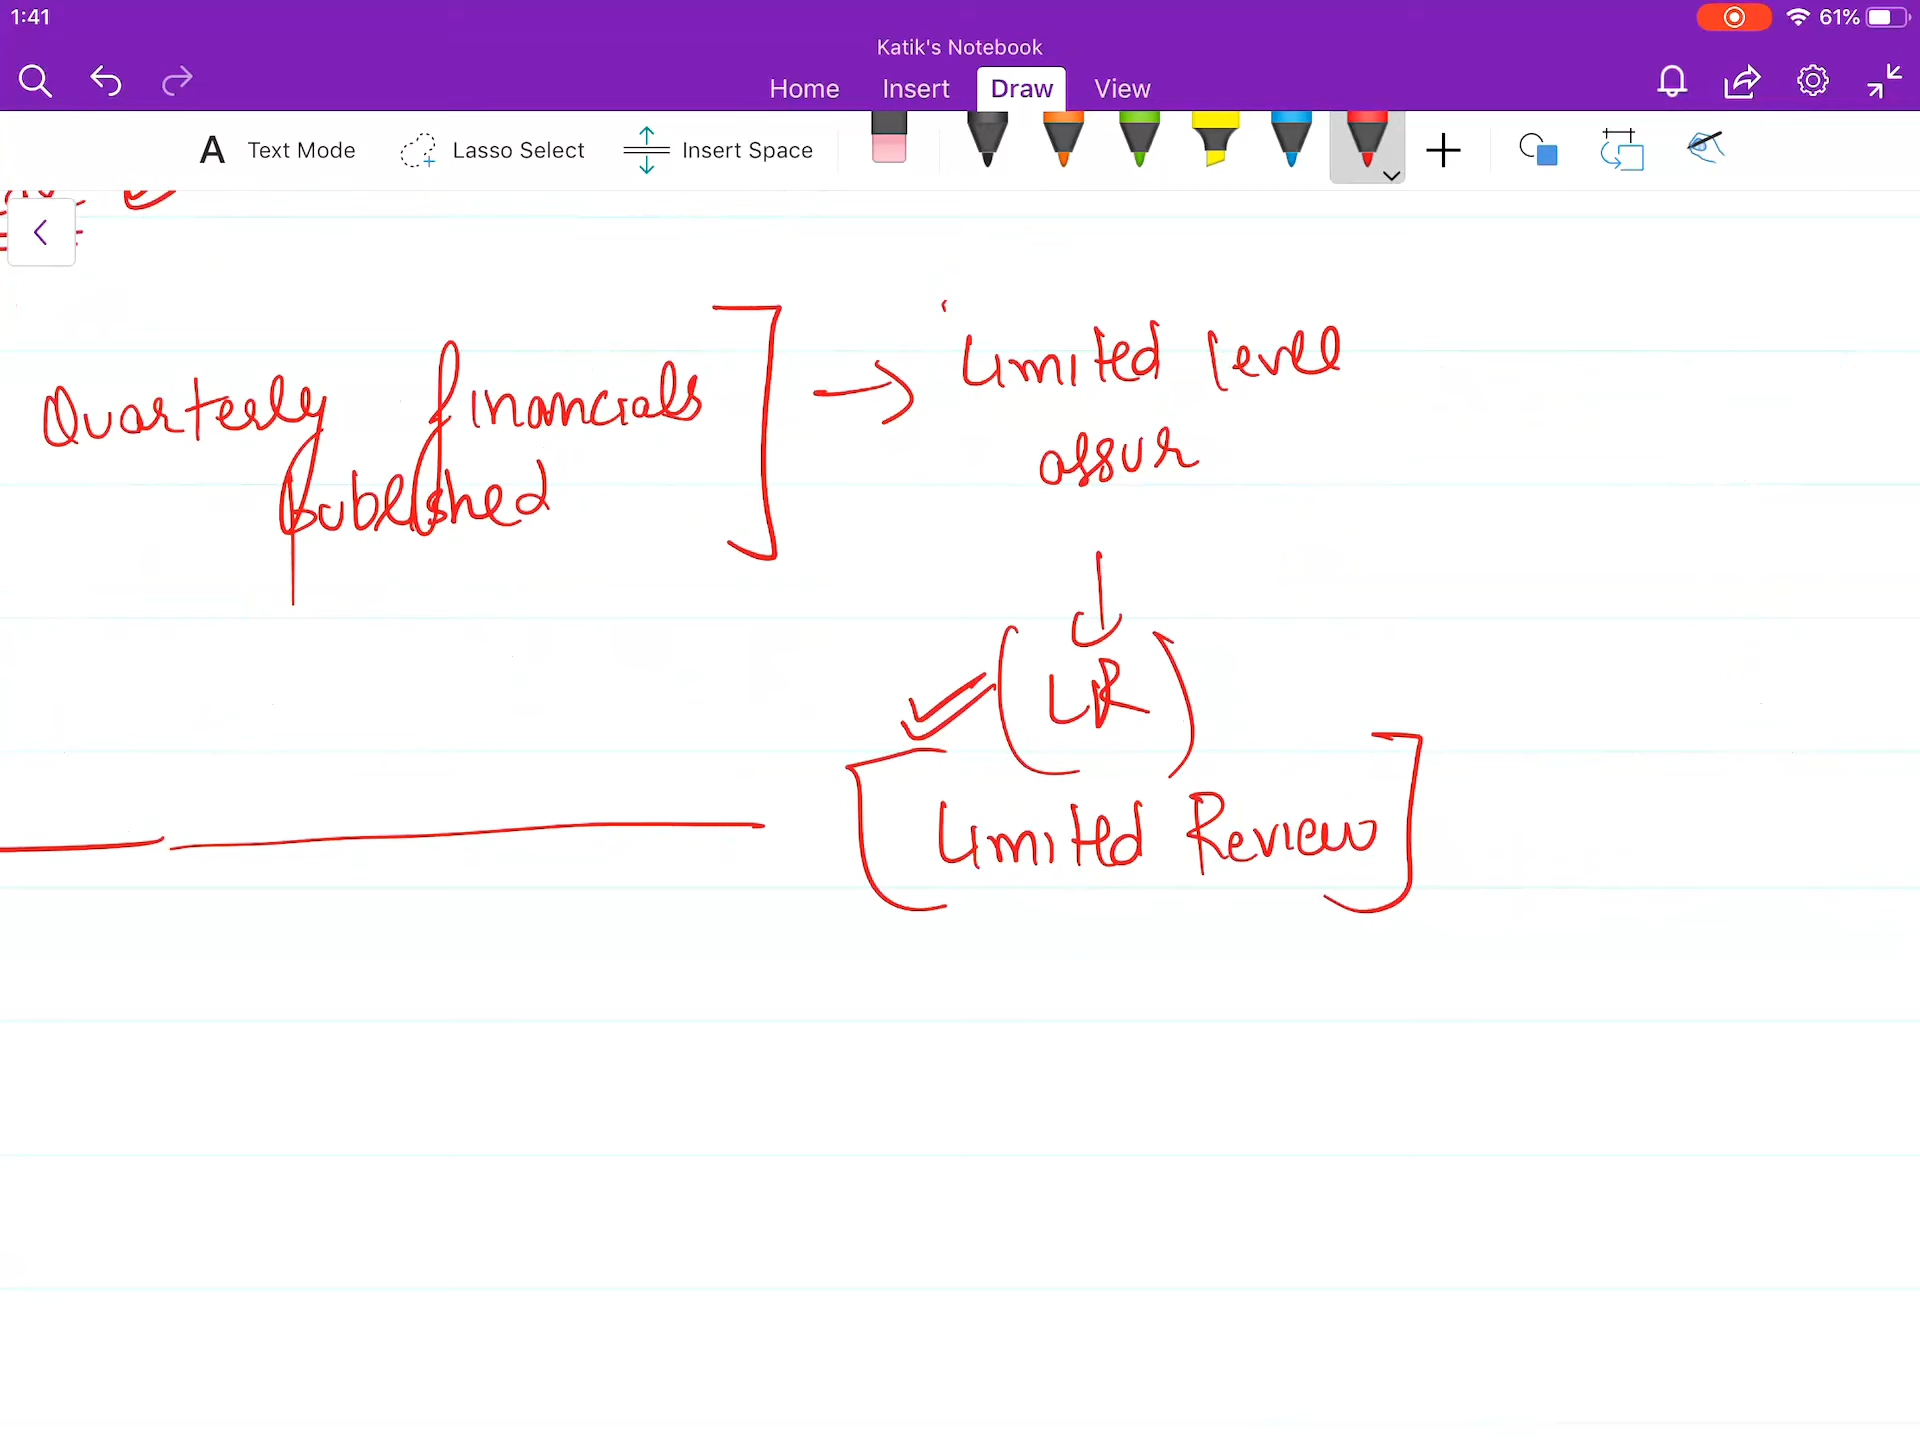 1:41
61%
Katik's Notebook
Home Insert Draw View
A Text Mode Lasso Select Insert Space
Quarterly financials
published
Limited level
assur
LR
Limited Review